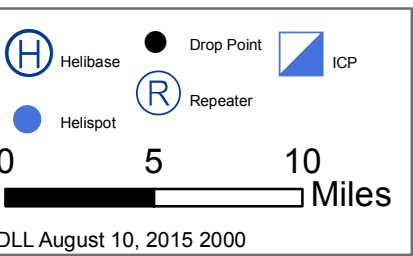 H Helibase
Drop Point
ICP
R Repeater
Helispot
0 5 10
Miles
DLL August 10, 2015 2000